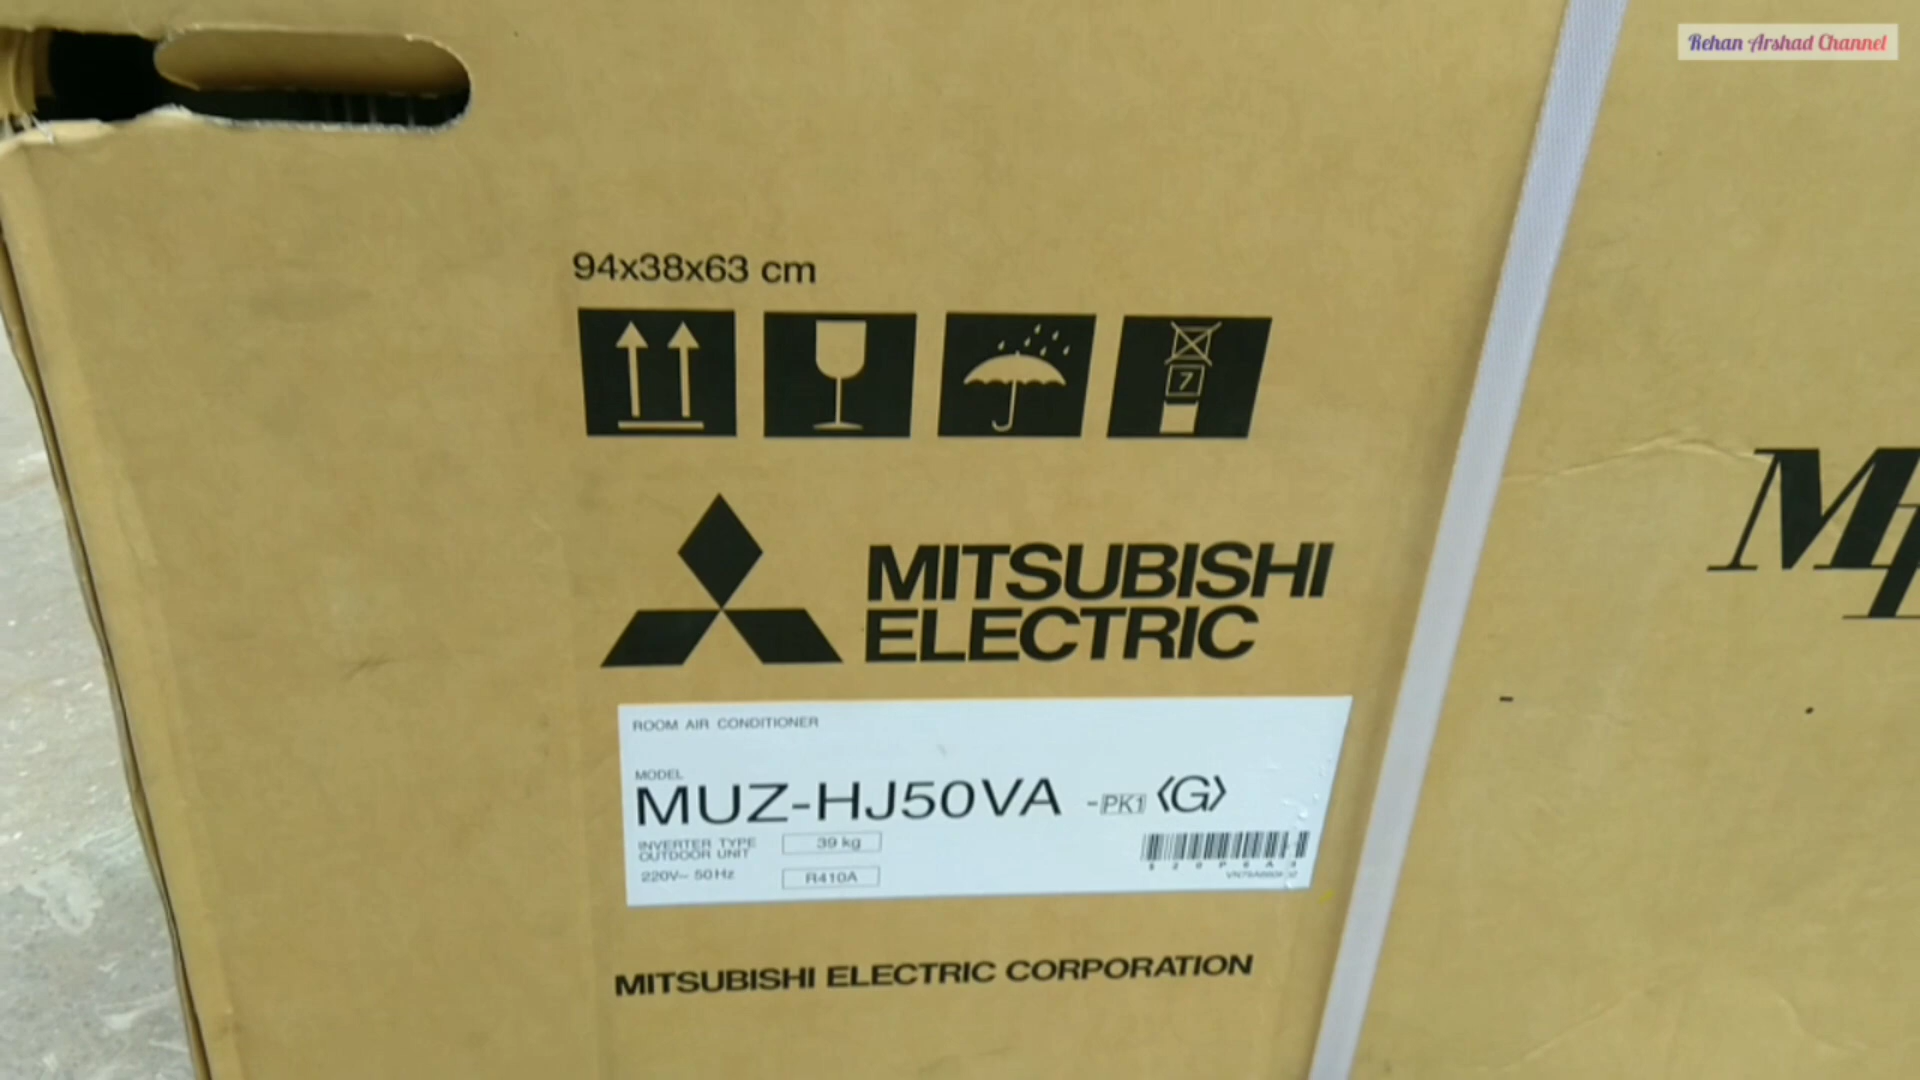 Rehan Arshad Channel
94x38x63 cm
7
MITSUBISHI
ELECTRIC
ROOM AIR CONDITIONER
MODEL
MUZ-HJ50VA -PK1 〈G〉
INVERTER TYPE
OUTDOOR UNIT
39 kg
220V~ 50Hz
R410A
MITSUBISHI ELECTRIC CORPORATION